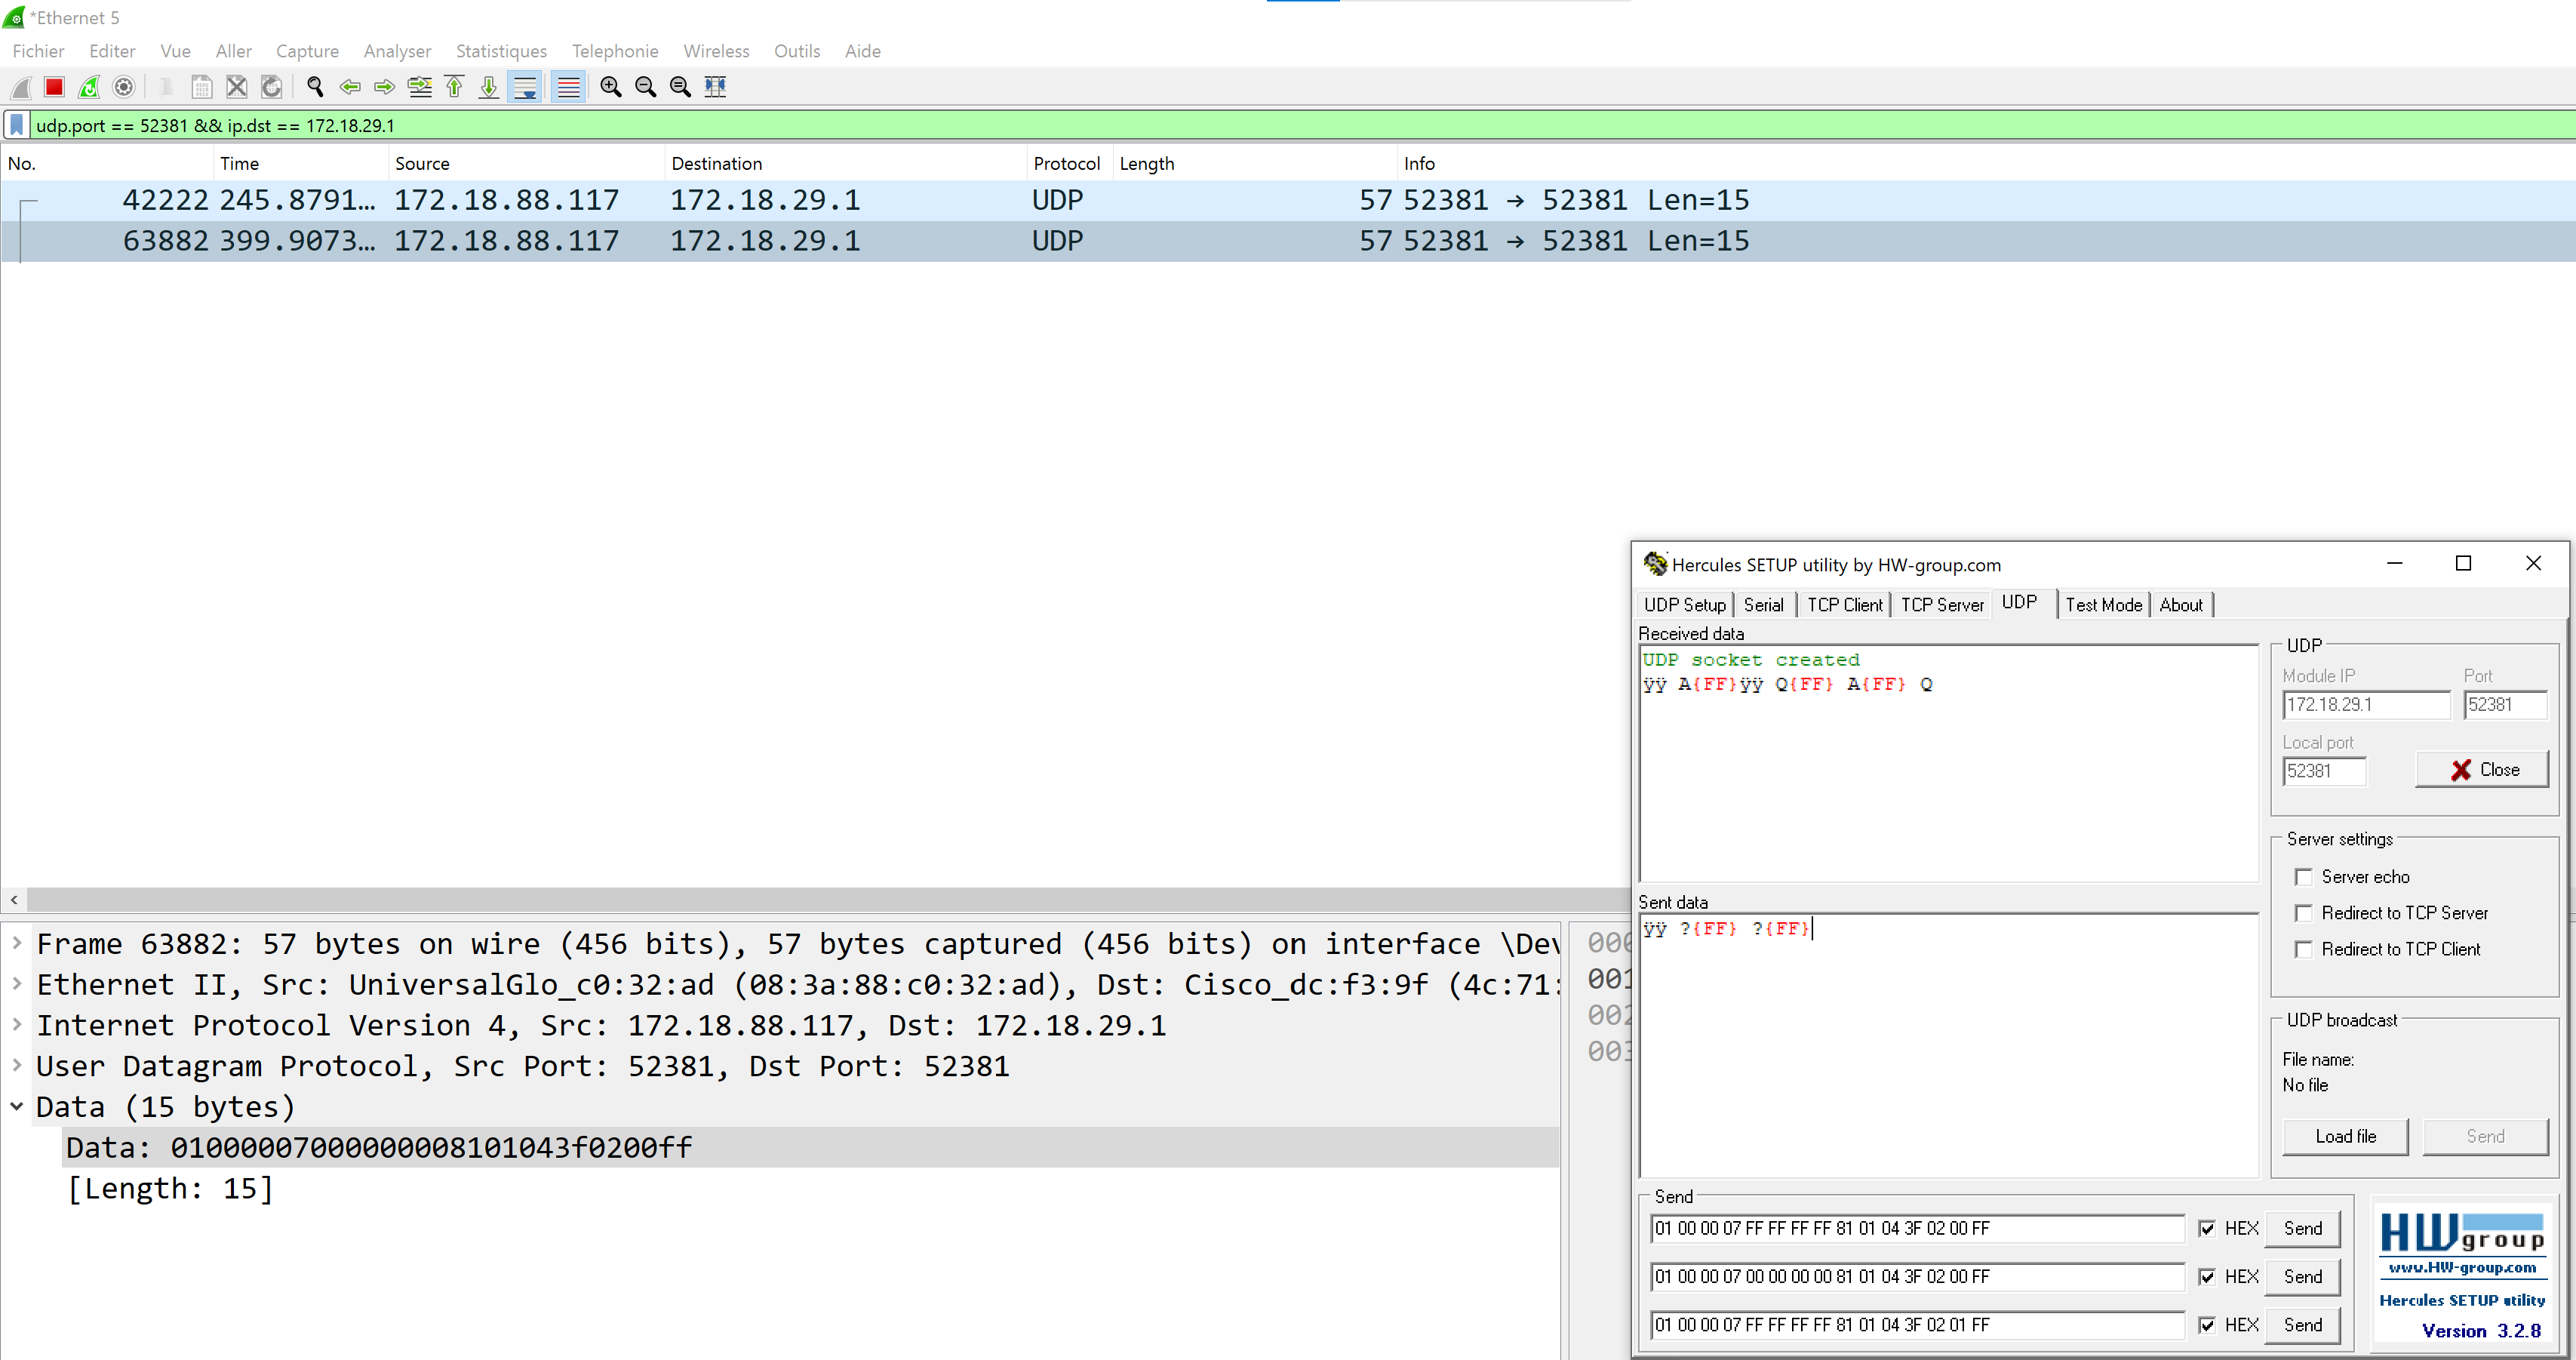 *Ethernet 5
Fichier Editer Vue Aller Capture Analyser Statistiques Telephonie Wireless Outils Aide
udp.port == 52381 && ip.dst == 172.18.29.1
No. Time Source Destination Protocol Length Info
42222 245.8791… 172.18.88.117 172.18.29.1 UDP 57 52381 → 52381 Len=15
63882 399.9073… 172.18.88.117 172.18.29.1 UDP 57 52381 → 52381 Len=15
Frame 63882: 57 bytes on wire (456 bits), 57 bytes captured (456 bits) on interface \Dev
Ethernet II, Src: UniversalGlo_c0:32:ad (08:3a:88:c0:32:ad), Dst: Cisco_dc:f3:9f (4c:71:
Internet Protocol Version 4, Src: 172.18.88.117, Dst: 172.18.29.1
User Datagram Protocol, Src Port: 52381, Dst Port: 52381
Data (15 bytes)
Data: 01000007000000008101043f0200ff
[Length: 15]
000
001
002
003
Hercules SETUP utility by HW-group.com
UDP Setup Serial TCP Client TCP Server UDP Test Mode About
Received data
UDP socket created
ÿÿ A{FF}ÿÿ Q{FF} A{FF} Q
Sent data
ÿÿ ?{FF} ?{FF}
UDP
Module IP Port
172.18.29.1 52381
Local port
52381 Close
Server settings
Server echo
Redirect to TCP Server
Redirect to TCP Client
UDP broadcast
File name:
No file
Load file Send
Send
01 00 00 07 FF FF FF FF 81 01 04 3F 02 00 FF HEX Send
01 00 00 07 00 00 00 00 81 01 04 3F 02 00 FF HEX Send
01 00 00 07 FF FF FF FF 81 01 04 3F 02 01 FF HEX Send
HW group
www.HW-group.com
Hercules SETUP utility
Version 3.2.8